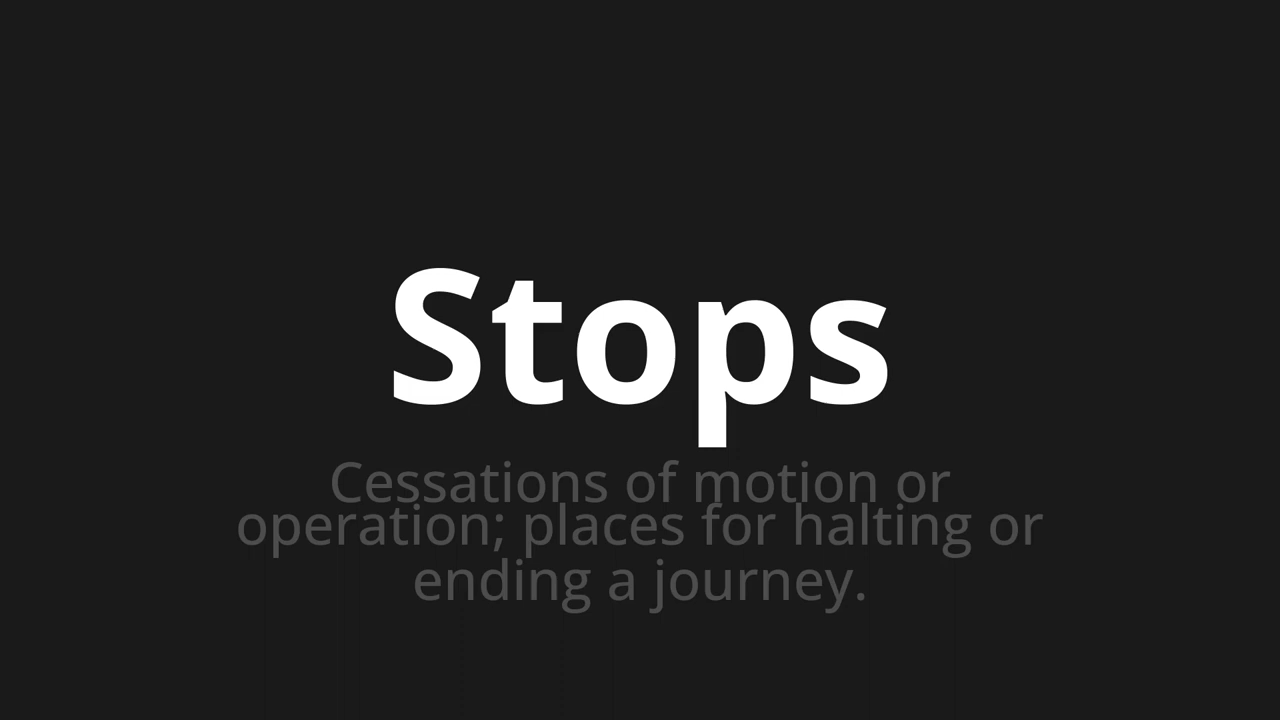 Stops
Cessations of motion or
operation; places for halting or
ending a journey.